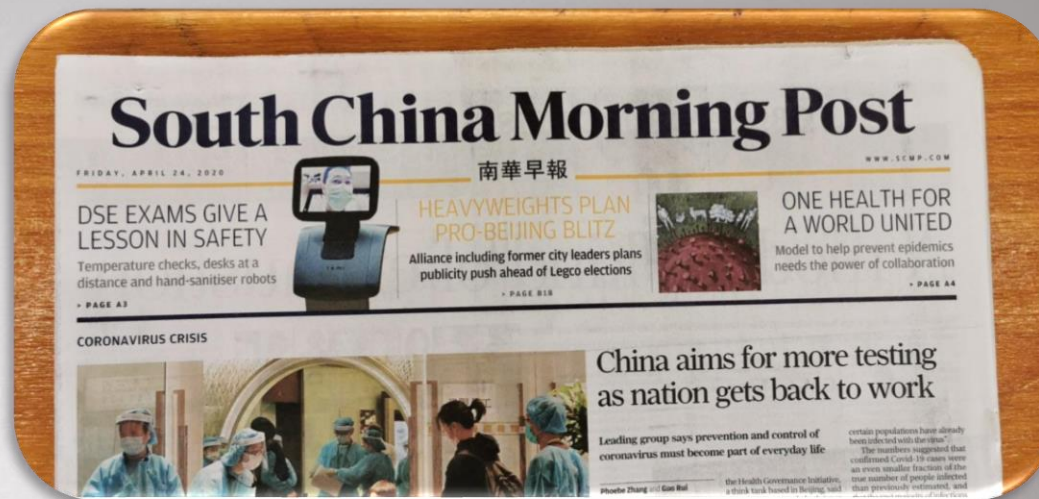 South China Morning Post
南華早報
FRIDAY, APRIL 24, 2020
WWW.SCMP.COM
DSE EXAMS GIVE A
LESSON IN SAFETY
Temperature checks, desks at a
distance and hand-sanitiser robots
» PAGE A3
HEAVYWEIGHTS PLAN
PRO-BEIJING BLITZ
Alliance including former city leaders plans
publicity push ahead of Legco elections
» PAGE B18
ONE HEALTH FOR
A WORLD UNITED
Model to help prevent epidemics
needs the power of collaboration
» PAGE A4
CORONAVIRUS CRISIS
China aims for more testing
as nation gets back to work
Leading group says prevention and control of
coronavirus must become part of everyday life
Phoebe Zhang and Guo Rui
the Health Governance Initiative,
a think tank based in Beijing, said
certain populations have already
been infected with the virus".
The numbers suggested that
confirmed Covid-19 cases were
an even smaller fraction of the
true number of people infected
than previously estimated, and